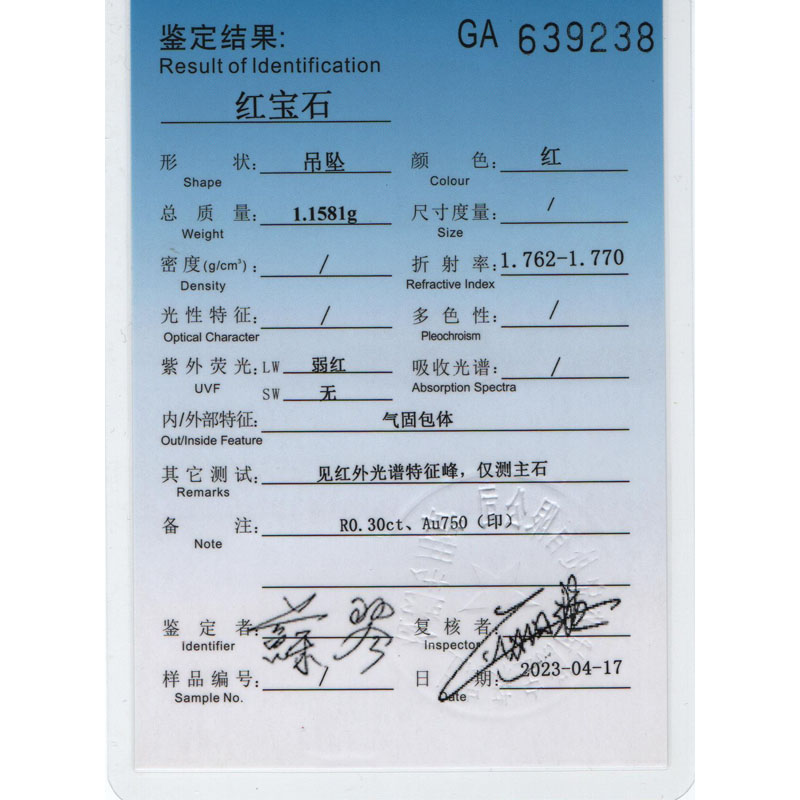 鉴定结果: GA 639238
Result of Identification
红宝石
形 状: 吊坠 颜 色: 红
Shape Colour
总 质 量: 1.1581g 尺寸度量: /
Weight Size
密 度(g/cm³): / 折 射 率: 1.762-1.770
Density Refractive Index
光性特征: / 多 色 性: /
Optical Character Pleochroism
紫外荧光: LW 弱红 吸收光谱: /
UVF SW 无 Absorption Spectra
内/外部特征: 气固包体
Out/Inside Feature
其它测试: 见红外光谱特征峰，仅测主石
Remarks
备 注: R0.30ct、Au750（印）
Note
鉴 定 者: 蘇琴 复 核 者:
Identifier Inspector
样品编号: / 日 期: 2023-04-17
Sample No. Date